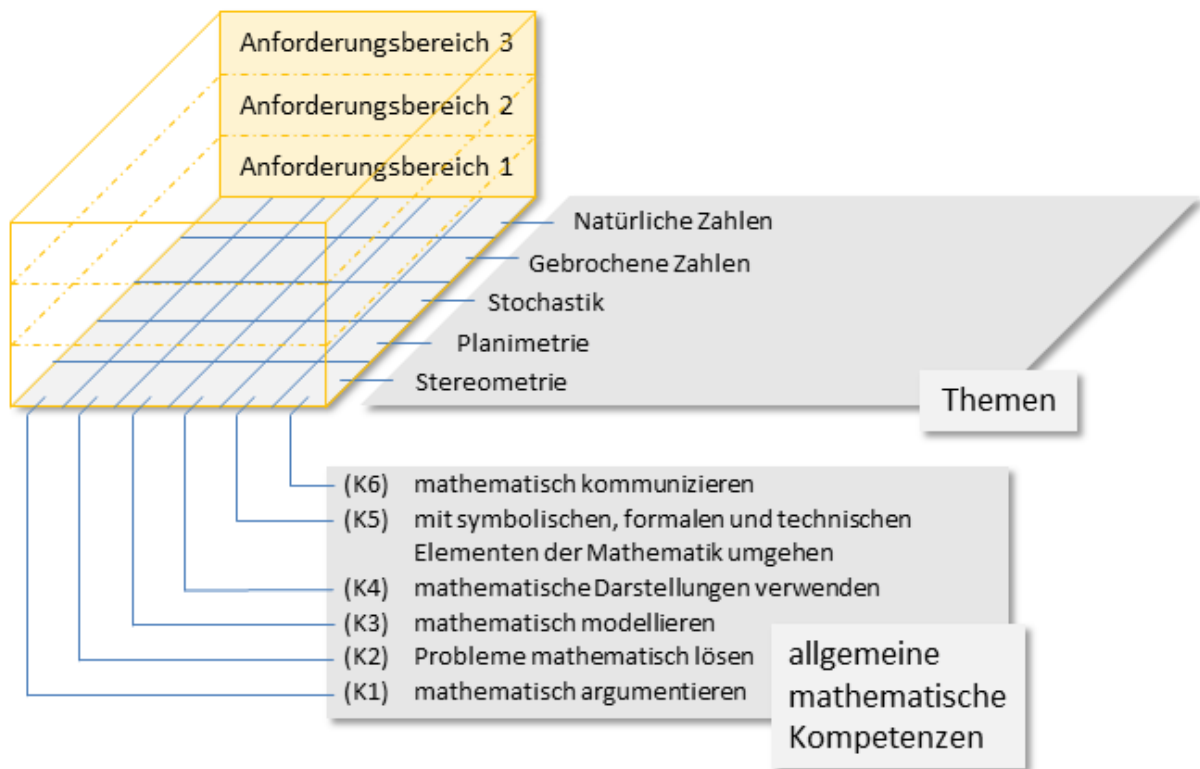 Anforderungsbereich 3
Anforderungsbereich 2
Anforderungsbereich 1
Natürliche Zahlen
Gebrochene Zahlen
Stochastik
Planimetrie
Stereometrie
Themen
(K6) mathematisch kommunizieren
(K5) mit symbolischen, formalen und technischen
Elementen der Mathematik umgehen
(K4) mathematische Darstellungen verwenden
(K3) mathematisch modellieren
(K2) Probleme mathematisch lösen
(K1) mathematisch argumentieren
allgemeine
mathematische
Kompetenzen